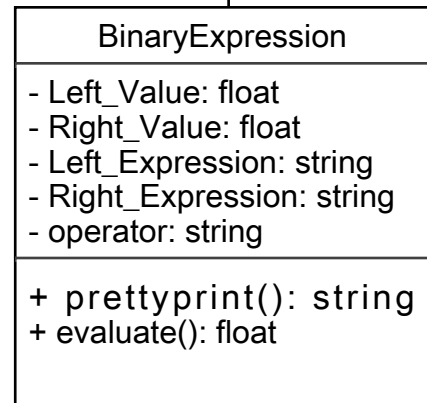 BinaryExpression
- Left_Value: float
- Right_Value: float
- Left_Expression: string
- Right_Expression: string
- operator: string
+ prettyprint(): string
+ evaluate(): float